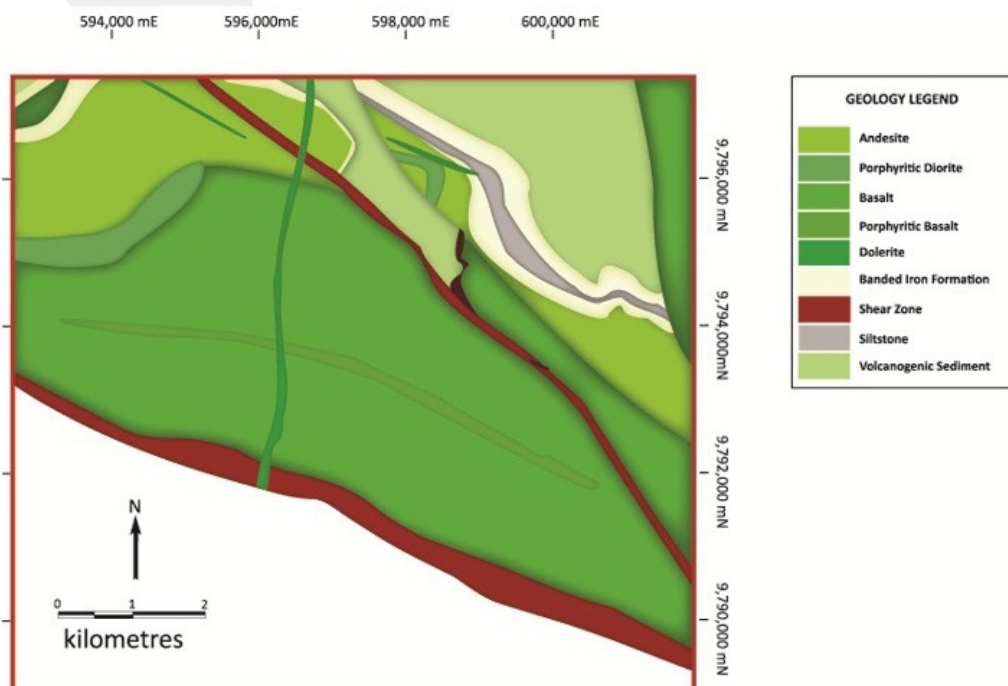 594,000 mE
596,000mE
598,000 mE
600,000 mE
9,796,000 mN
9,794,000mN
9,792,000 mN
9,790,000 mN
N
0 1 2
kilometres
GEOLOGY LEGEND
Andesite
Porphyritic Diorite
Basalt
Porphyritic Basalt
Dolerite
Banded Iron Formation
Shear Zone
Siltstone
Volcanogenic Sediment